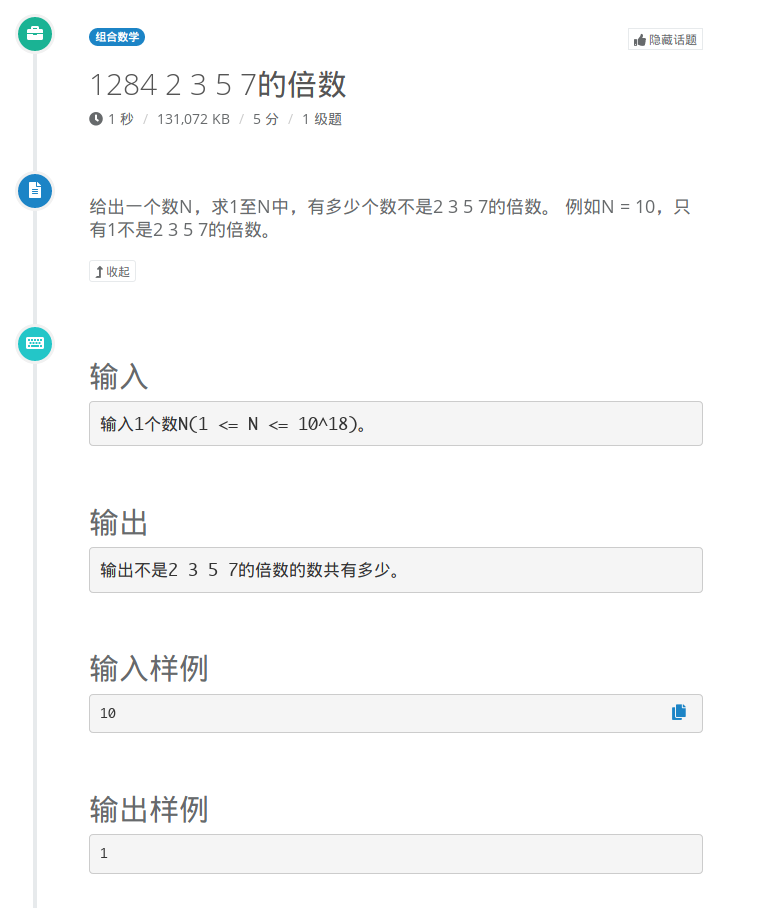 组合数学
隐藏话题
1284 2 3 5 7的倍数
1 秒 / 131,072 KB / 5 分 / 1 级题
给出一个数N，求1至N中，有多少个数不是2 3 5 7的倍数。 例如N = 10，只
有1不是2 3 5 7的倍数。
收起
输入
输入1个数N(1 <= N <= 10^18)。
输出
输出不是2 3 5 7的倍数的数共有多少。
输入样例
10
输出样例
1